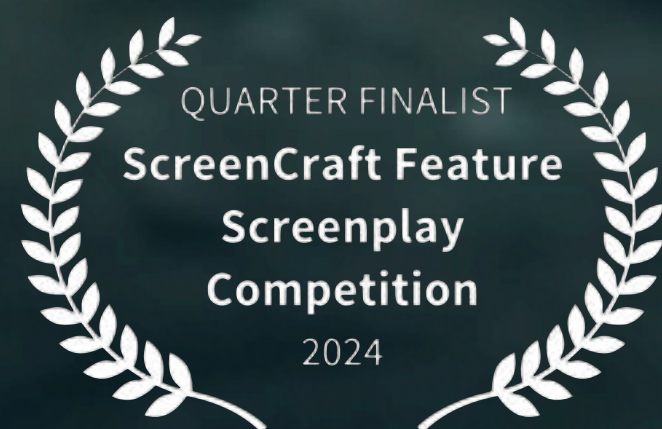 QUARTER FINALIST
ScreenCraft Feature
Screenplay
Competition
2024